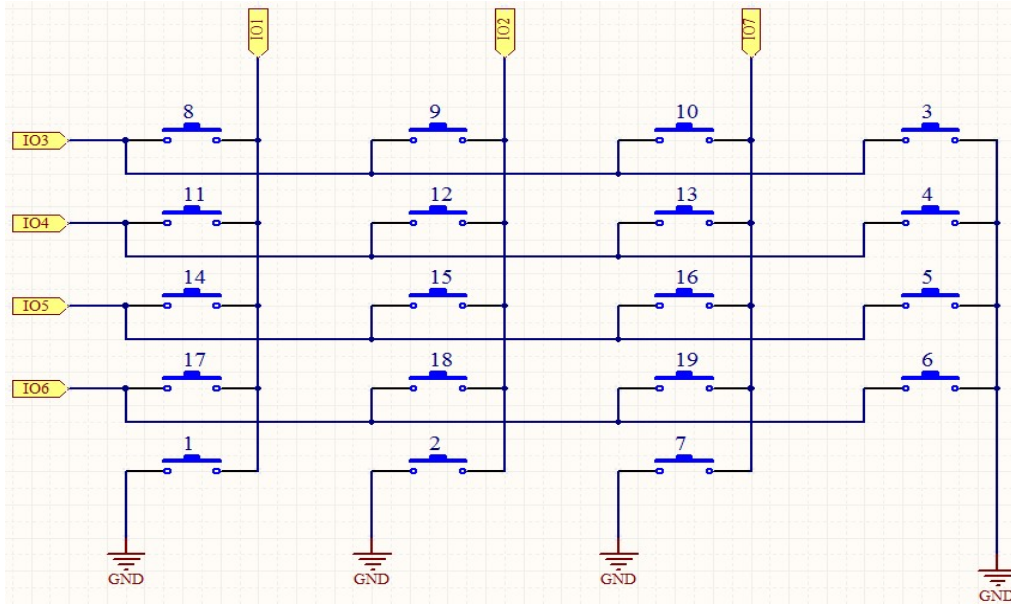 IO1 IO2 IO7
8 9 10 3
IO3
11 12 13 4
IO4
14 15 16 5
IO5
17 18 19 6
IO6
1 2 7
GND GND GND
GND